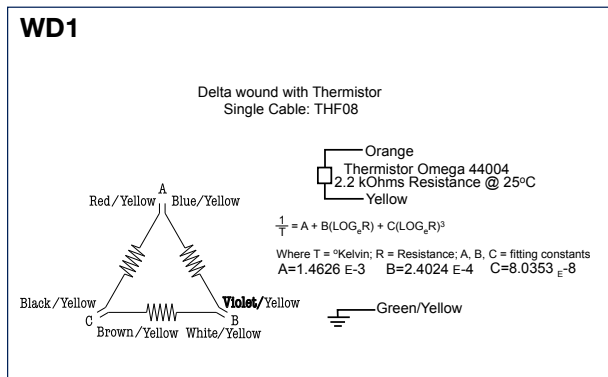 WD1
Delta wound with Thermistor
Single Cable: THF08
Orange
Thermistor Omega 44004
2.2 kOhms Resistance @ 25ºC
Yellow
A
Red/Yellow Blue/Yellow
1/T = A + B(LOGₑR) + C(LOGₑR)³
Where T = ºKelvin; R = Resistance; A, B, C = fitting constants
A=1.4626 E-3 B=2.4024 E-4 C=8.0353 E-8
Black/Yellow Violet/Yellow
C B
Brown/Yellow White/Yellow
Green/Yellow